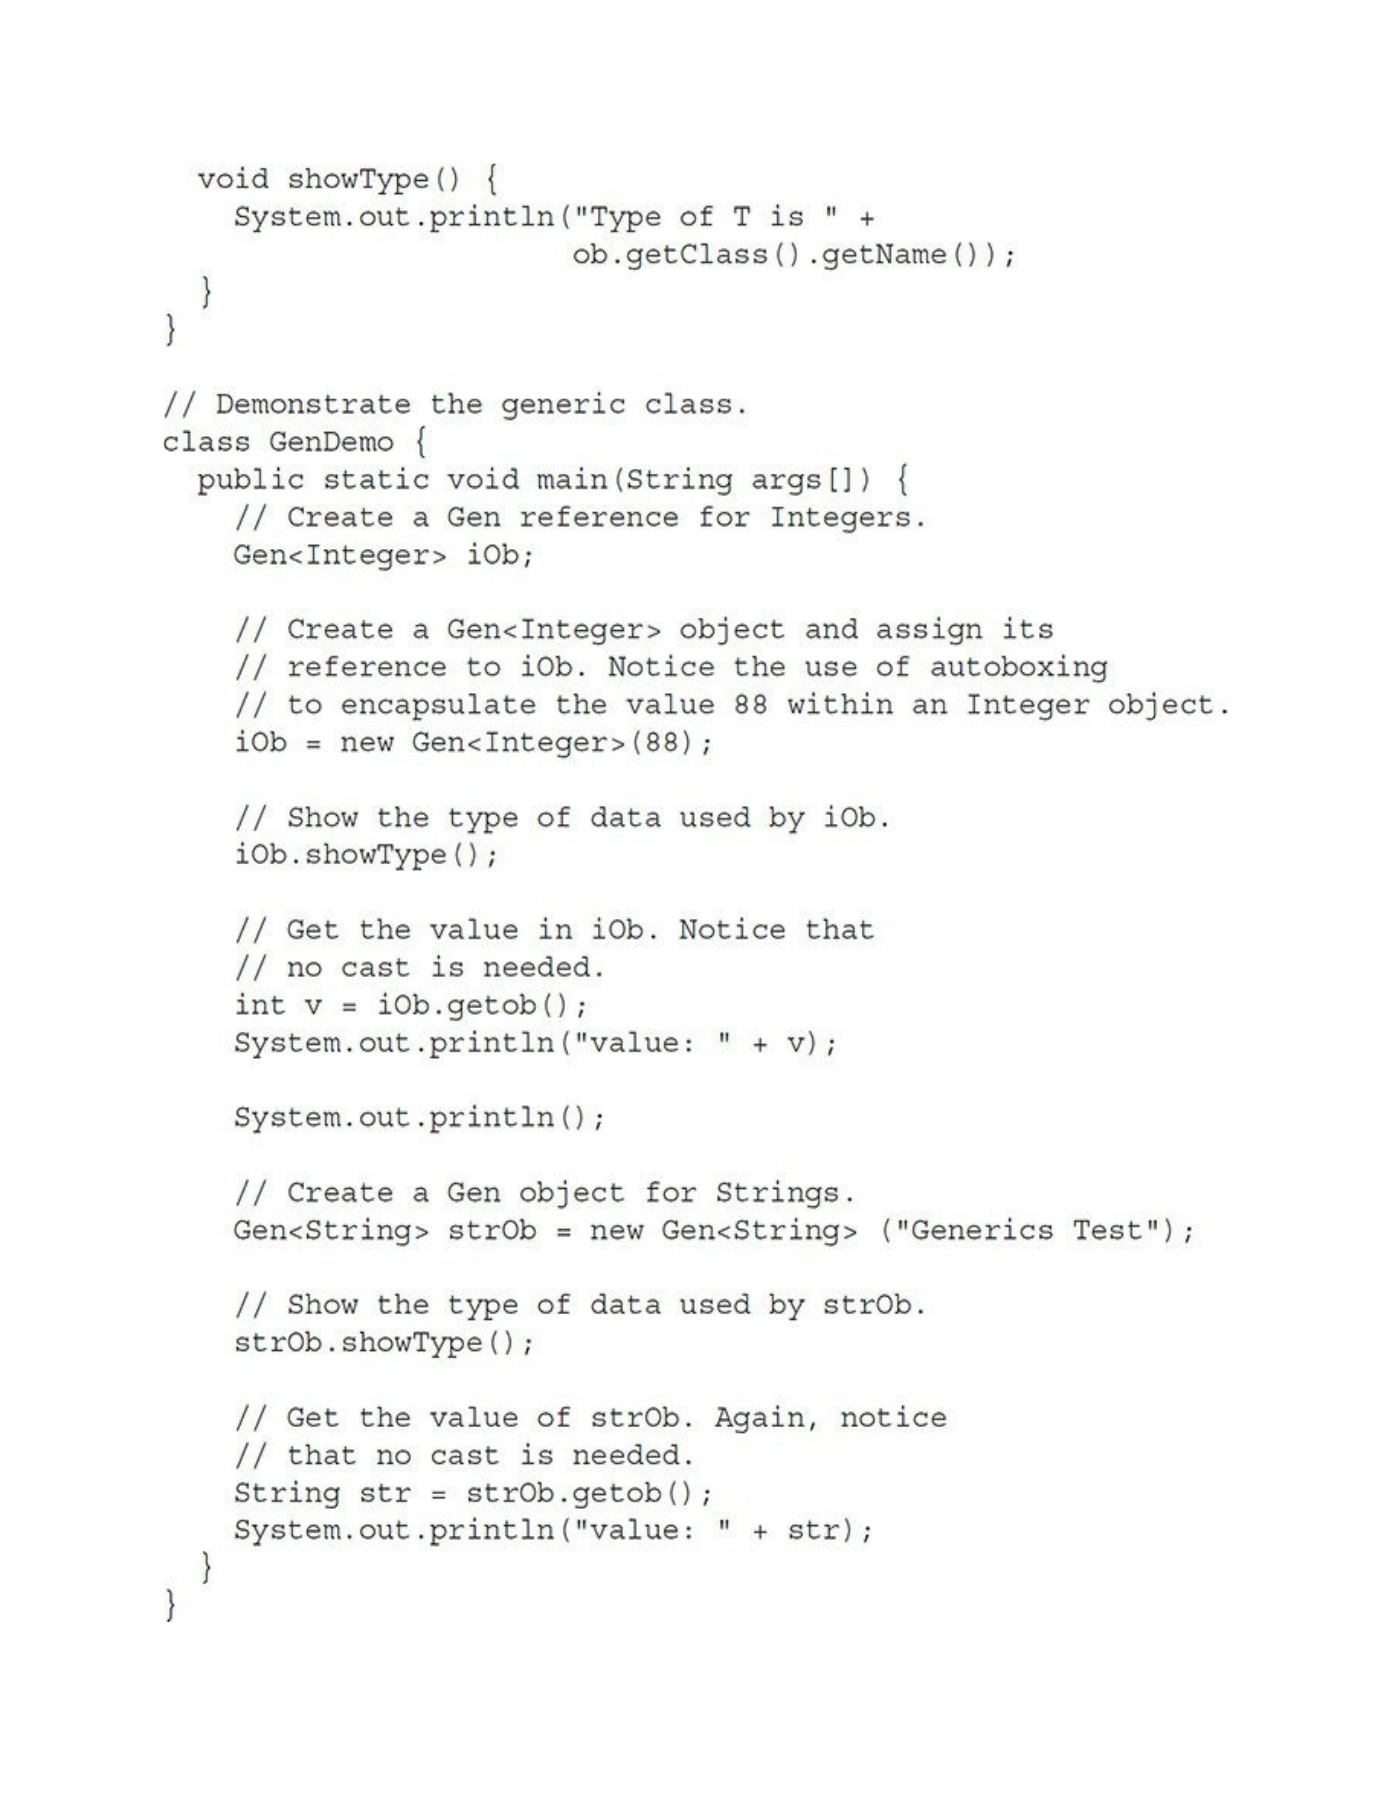 void showType() {
    System.out.println("Type of T is " +
                       ob.getClass().getName());
  }
}

// Demonstrate the generic class.
class GenDemo {
  public static void main(String args[]) {
    // Create a Gen reference for Integers.
    Gen<Integer> iOb;

    // Create a Gen<Integer> object and assign its
    // reference to iOb. Notice the use of autoboxing
    // to encapsulate the value 88 within an Integer object.
    iOb = new Gen<Integer>(88);

    // Show the type of data used by iOb.
    iOb.showType();

    // Get the value in iOb. Notice that
    // no cast is needed.
    int v = iOb.getob();
    System.out.println("value: " + v);

    System.out.println();

    // Create a Gen object for Strings.
    Gen<String> strOb = new Gen<String> ("Generics Test");

    // Show the type of data used by strOb.
    strOb.showType();

    // Get the value of strOb. Again, notice
    // that no cast is needed.
    String str = strOb.getob();
    System.out.println("value: " + str);
  }
}